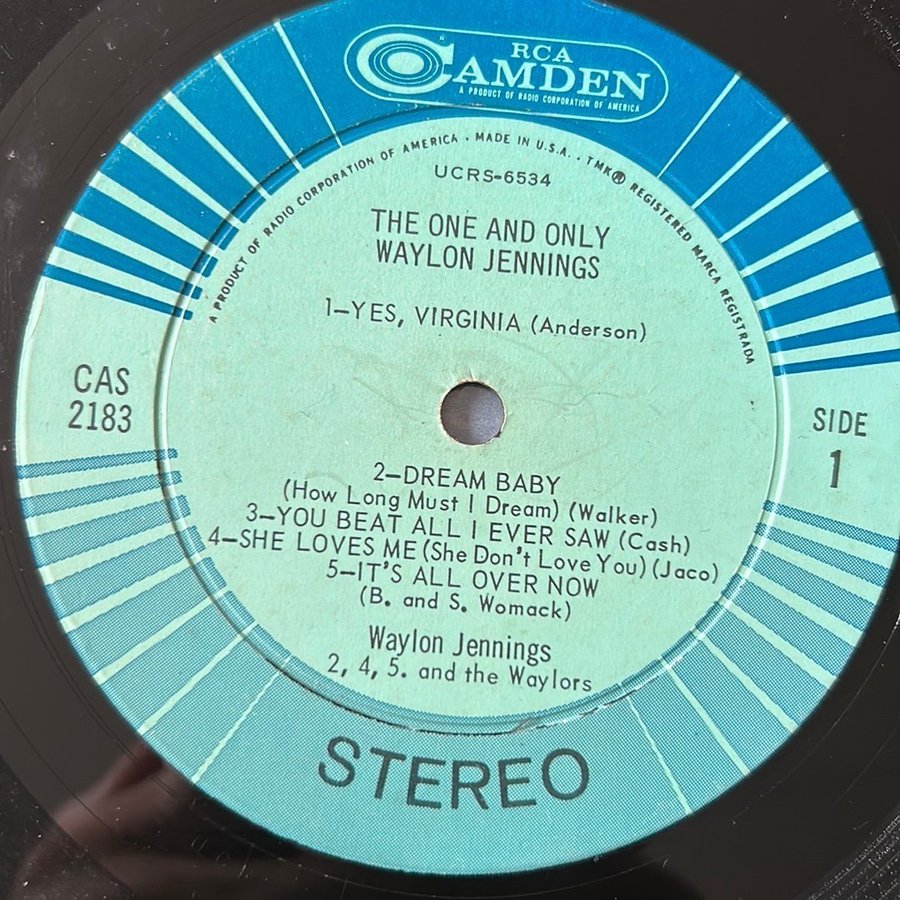 RCA
CAMDEN
A PRODUCT OF RADIO CORPORATION OF AMERICA
A PRODUCT OF RADIO CORPORATION OF AMERICA • MADE IN U.S.A. • TMK® REGISTERED MARCA REGISTRADA
UCRS-6534
THE ONE AND ONLY
WAYLON JENNINGS
1–YES, VIRGINIA (Anderson)
CAS
2183
SIDE
1
2–DREAM BABY
(How Long Must I Dream) (Walker)
3–YOU BEAT ALL I EVER SAW (Cash)
4–SHE LOVES ME (She Don't Love You) (Jaco)
5–IT'S ALL OVER NOW
(B. and S. Womack)
Waylon Jennings
2, 4, 5. and the Waylors
STEREO